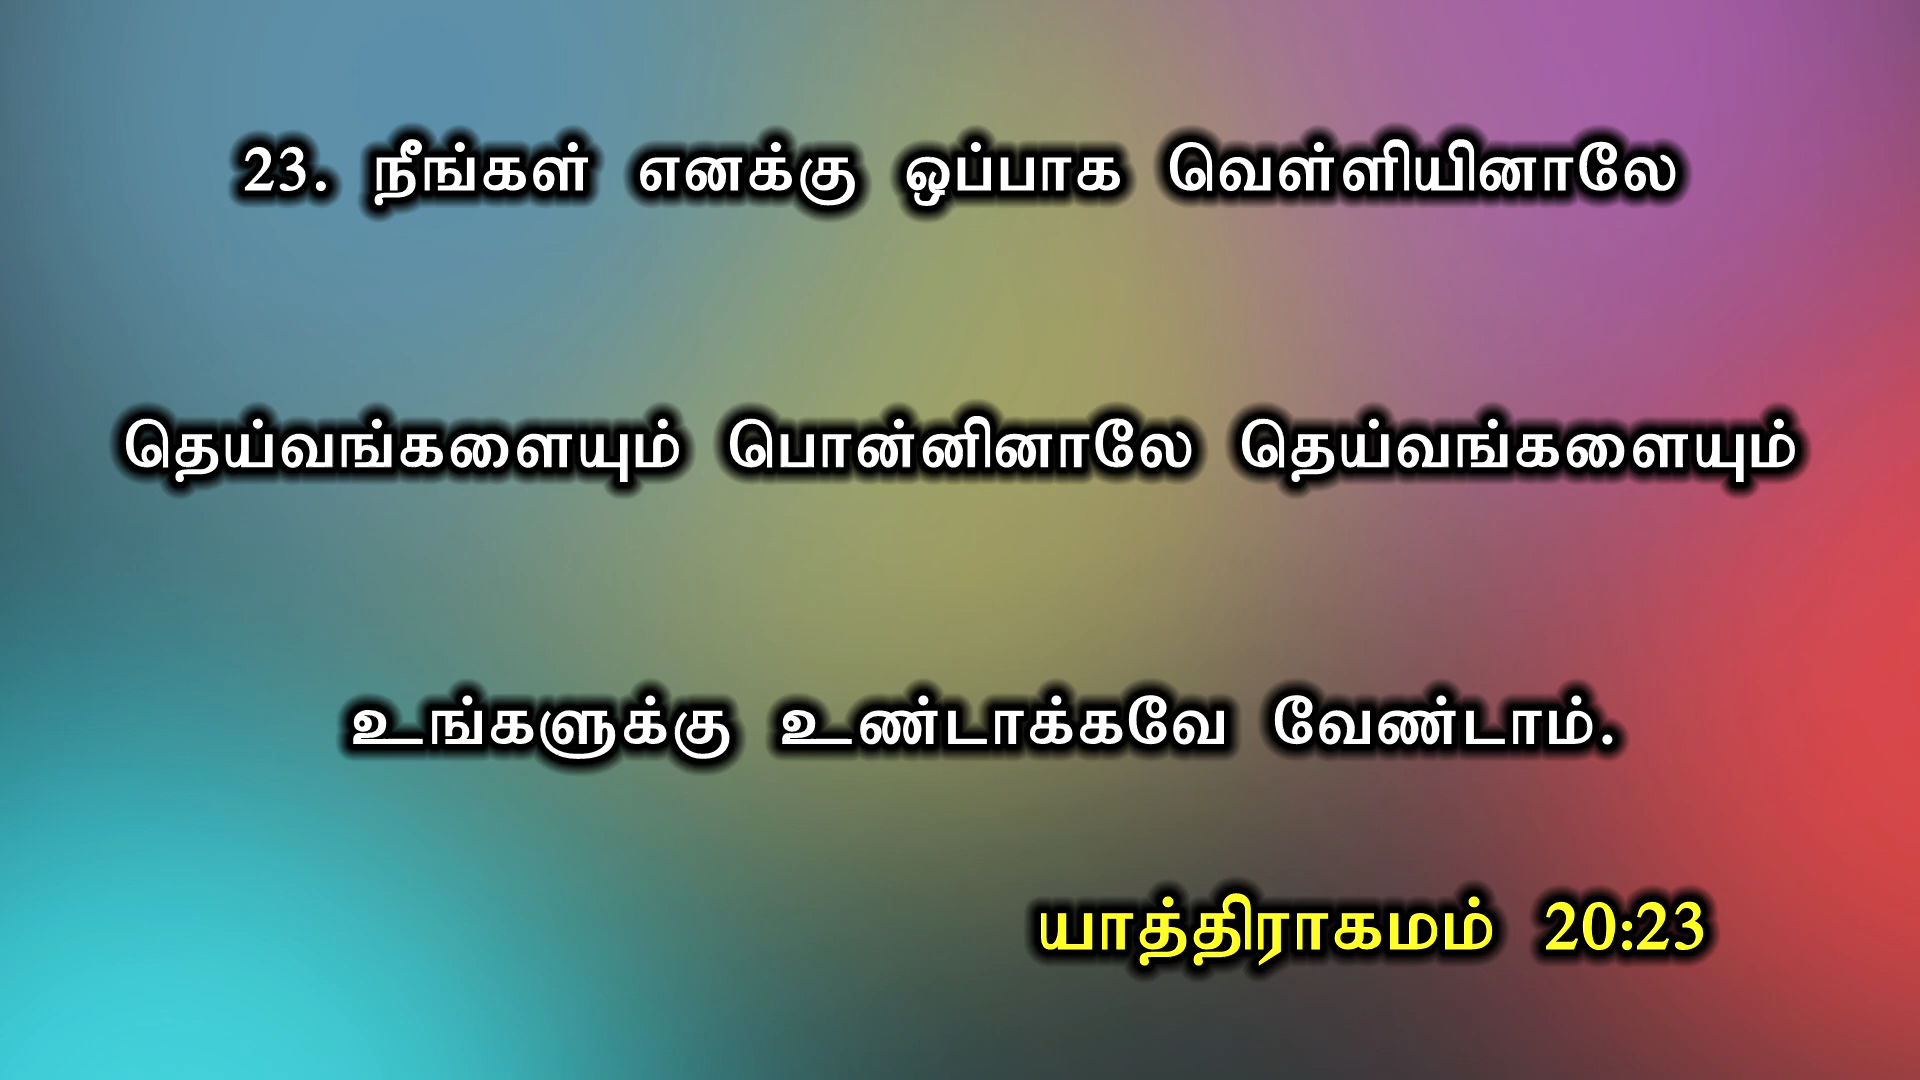 23. நீங்கள் எனக்கு ஒப்பாக வெள்ளியினாலே
தெய்வங்களையும் பொன்னினாலே தெய்வங்களையும்
உங்களுக்கு உண்டாக்கவே வேண்டாம்.
யாத்திராகமம் 20:23